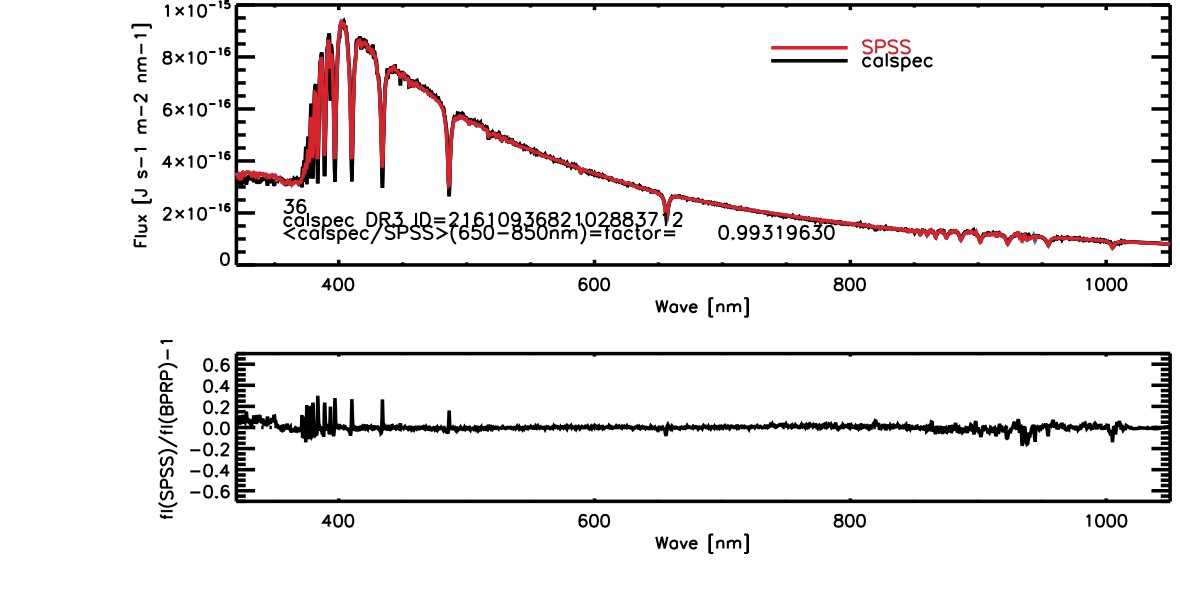 1×10−15
8×10−16
6×10−16
4×10−16
2×10−16
0
Flux [J s−1 m−2 nm−1]
SPSS
calspec
36
calspec DR3_ID=2161093682102883712
<calspec/SPSS>(650−850nm)=factor= 0.99319630
400 600 800 1000
Wave [nm]
0.6
0.4
0.2
0.0
−0.2
−0.4
−0.6
fl(SPSS)/fl(BPRP)−1
400 600 800 1000
Wave [nm]